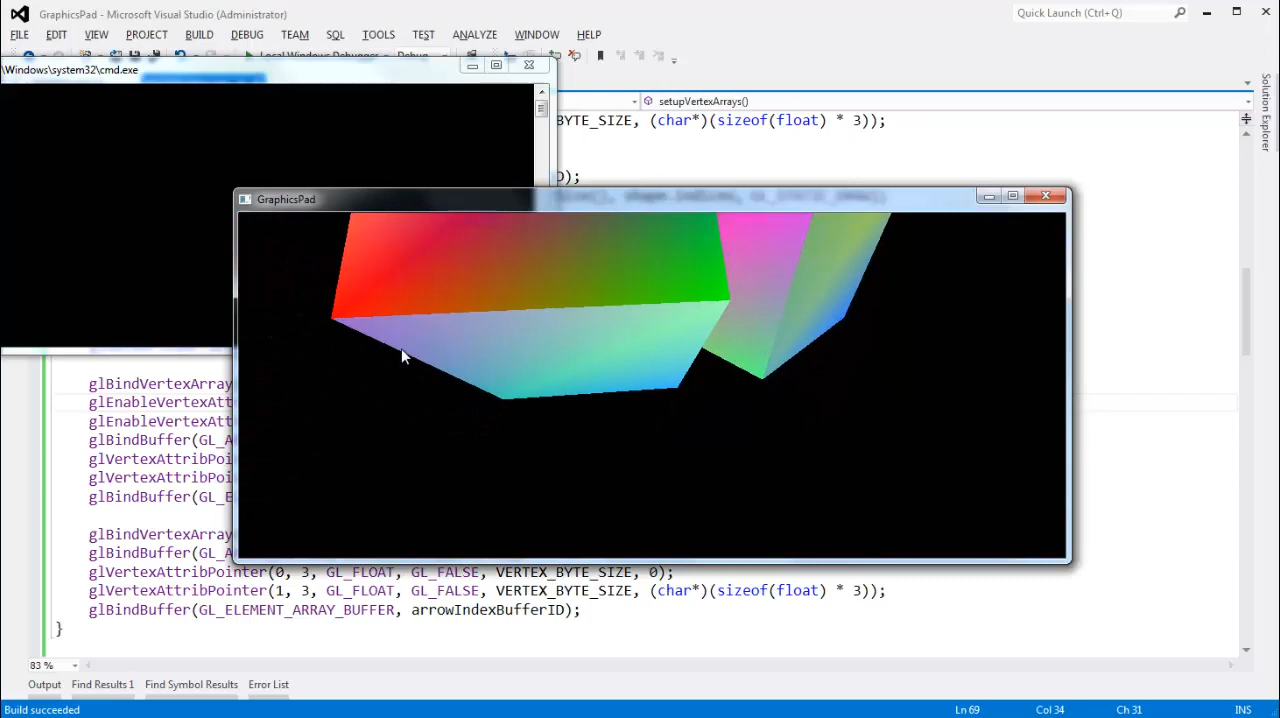 GraphicsPad - Microsoft Visual Studio (Administrator)
Quick Launch (Ctrl+Q)
FILE EDIT VIEW PROJECT BUILD DEBUG TEAM SQL TOOLS TEST ANALYZE WINDOW HELP
Local Windows Debugger Debug
\Windows\system32\cmd.exe
setupVertexArrays()
BYTE_SIZE, (char*)(sizeof(float) * 3));
D);
GraphicsPad
glBindVertexArray
glEnableVertexAtt
glEnableVertexAtt
glBindBuffer(GL_A
glVertexAttribPoi
glVertexAttribPoi
glBindBuffer(GL_E
glBindVertexArray
glBindBuffer(GL_A
glVertexAttribPointer(0, 3, GL_FLOAT, GL_FALSE, VERTEX_BYTE_SIZE, 0);
glVertexAttribPointer(1, 3, GL_FLOAT, GL_FALSE, VERTEX_BYTE_SIZE, (char*)(sizeof(float) * 3));
glBindBuffer(GL_ELEMENT_ARRAY_BUFFER, arrowIndexBufferID);
}
83 %
Output Find Results 1 Find Symbol Results Error List
Build succeeded Ln 69 Col 34 Ch 31 INS
Solution Explorer